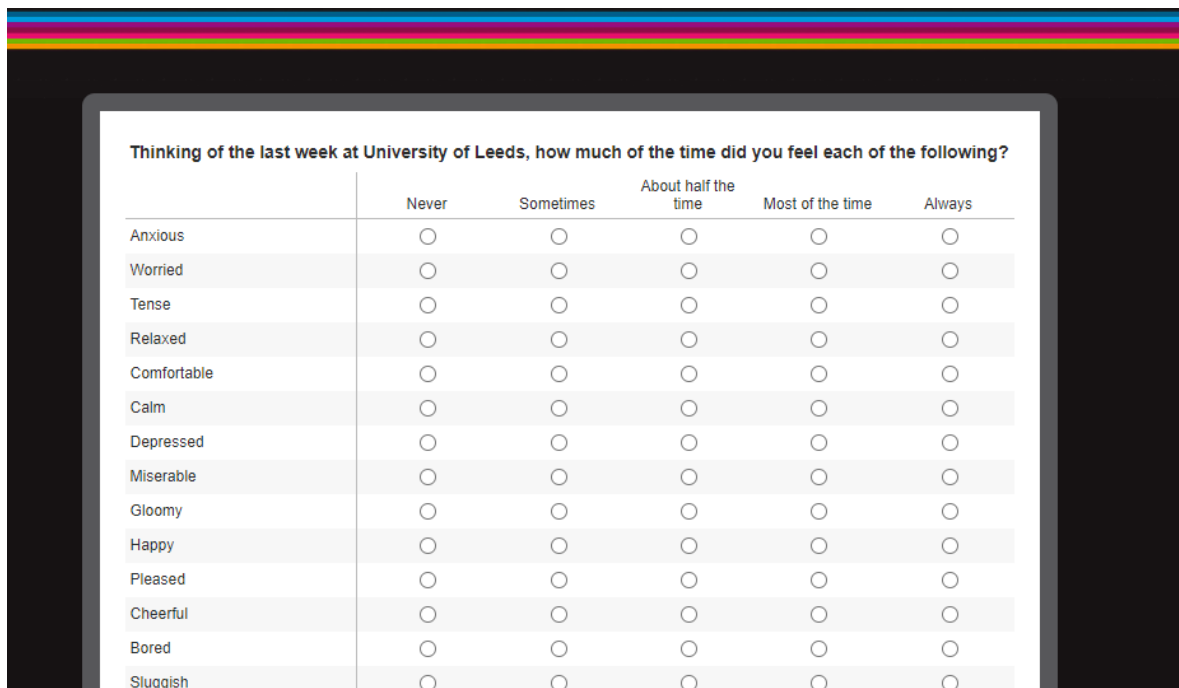 Thinking of the last week at University of Leeds, how much of the time did you feel each of the following?
Never Sometimes About half the time Most of the time Always
Anxious
Worried
Tense
Relaxed
Comfortable
Calm
Depressed
Miserable
Gloomy
Happy
Pleased
Cheerful
Bored
Sluggish